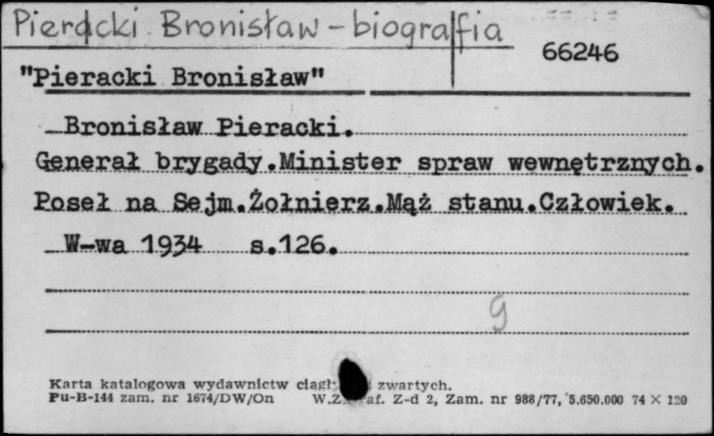 Pieracki Bronisław - biografia
66246
"Pieracki Bronisław"
Bronisław Pieracki.
Generał brygady.Minister spraw wewnętrznych.
Poseł na Sejm.Żołnierz.Mąż stanu.Człowiek.
W-wa 1934 s.126.
g
Karta katalogowa wydawnictw zwartych.
Pu-B-144 zam. nr 1674/DW/On W.Z. Z-d 2, Zam. nr 988/77, 5.650.000 74 × 120